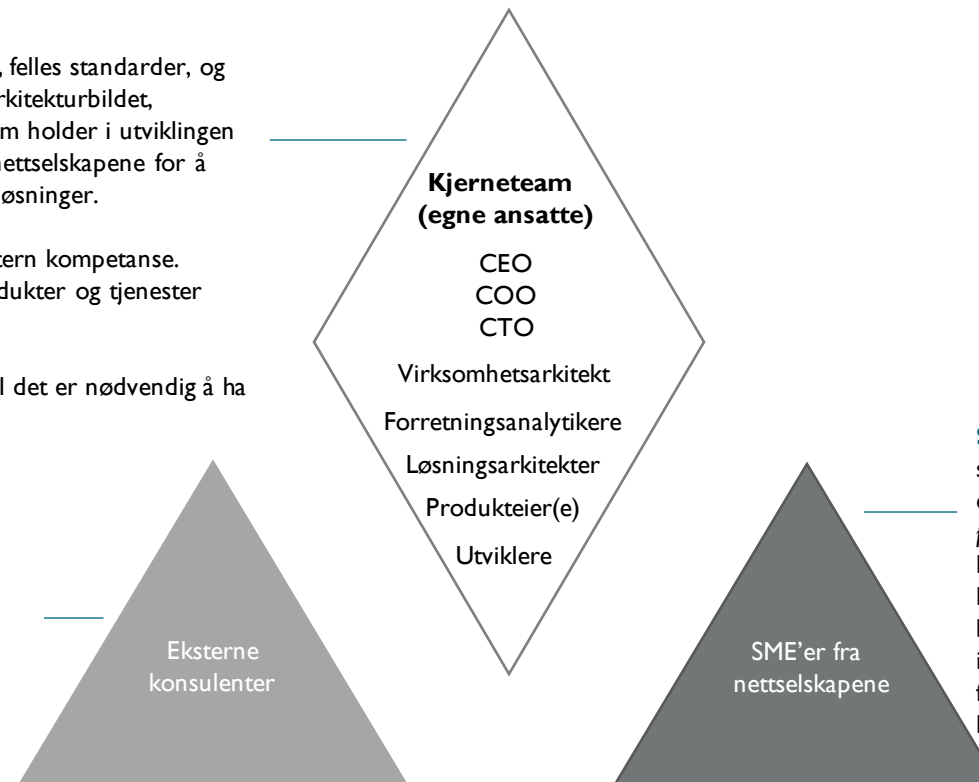 , felles standarder, og
rkitekturbildet,
m holder i utviklingen
nettselskapene for å
øsninger.
tern kompetanse.
dukter og tjenester
l det er nødvendig å ha
Kjerneteam
(egne ansatte)
CEO
COO
CTO
Virksomhetsarkitekt
Forretningsanalytikere
Løsningsarkitekter
Produkteier(e)
Utviklere
Eksterne
konsulenter
SME’er fra
nettselskapene